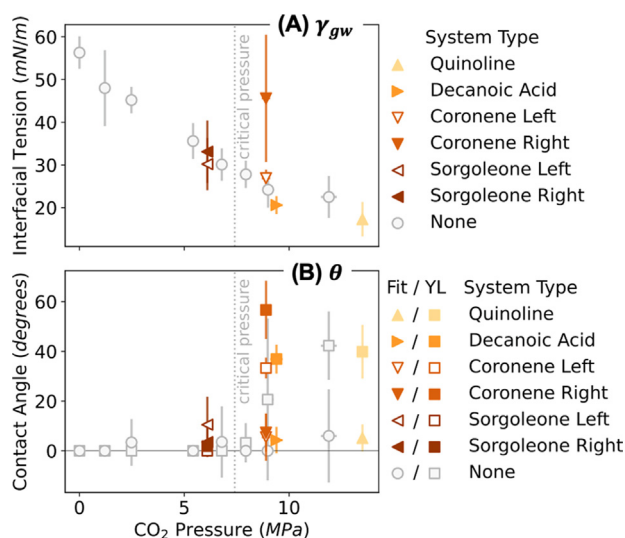 (A) γgw
60
50
40
30
20
Interfacial Tension (mN/m)
critical pressure
System Type
Quinoline
Decanoic Acid
Coronene Left
Coronene Right
Sorgoleone Left
Sorgoleone Right
None
(B) θ
60
40
20
0
Contact Angle (degrees)
critical pressure
0
5
10
CO2 Pressure (MPa)
Fit / YL System Type
/ Quinoline
/ Decanoic Acid
/ Coronene Left
/ Coronene Right
/ Sorgoleone Left
/ Sorgoleone Right
/ None